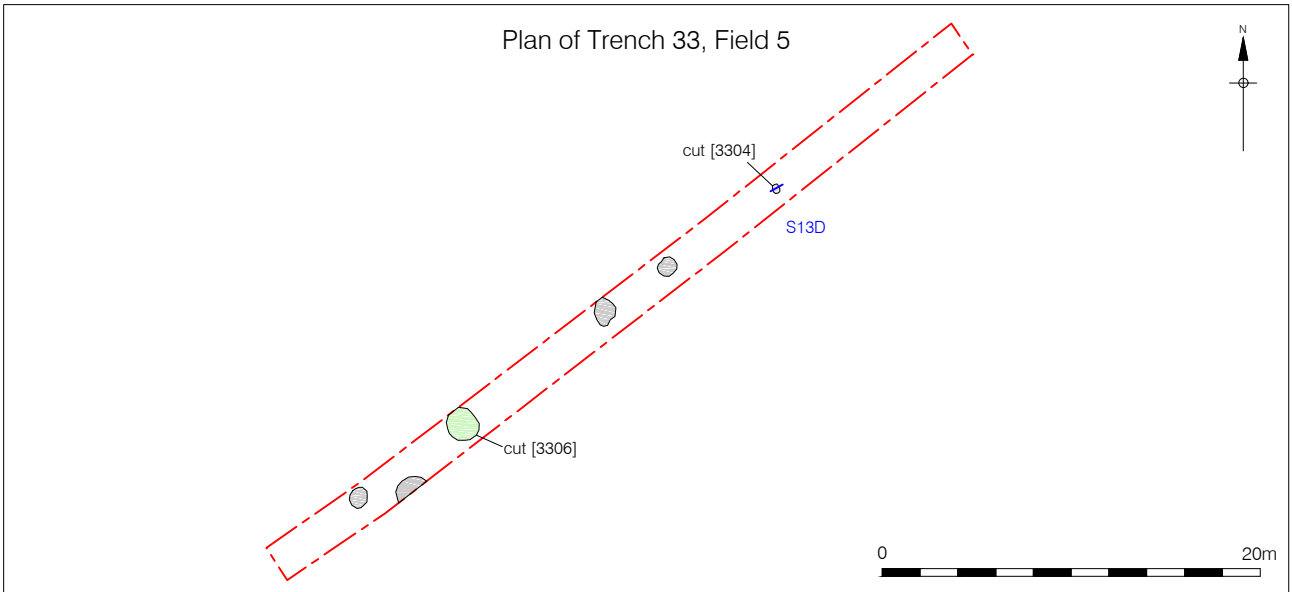 Plan of Trench 33, Field 5
N
cut [3304]
S13D
cut [3306]
0 20m